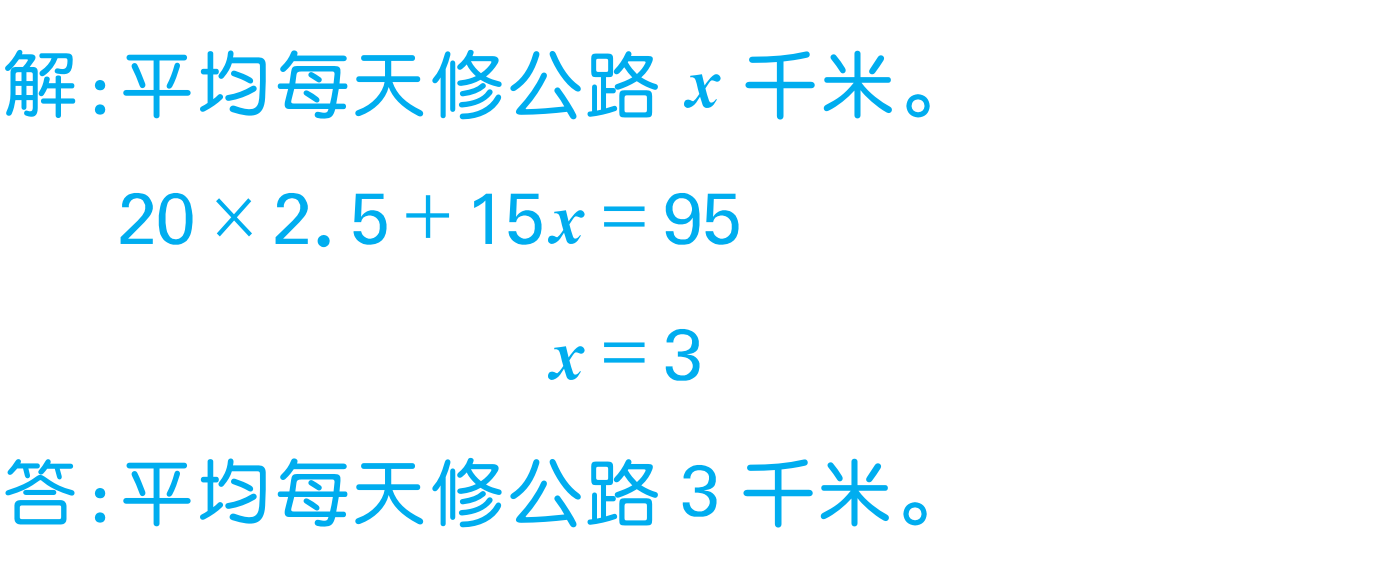 解:平均每天修公路 x 千米。
20×2.5+15x=95
x=3
答:平均每天修公路 3 千米。